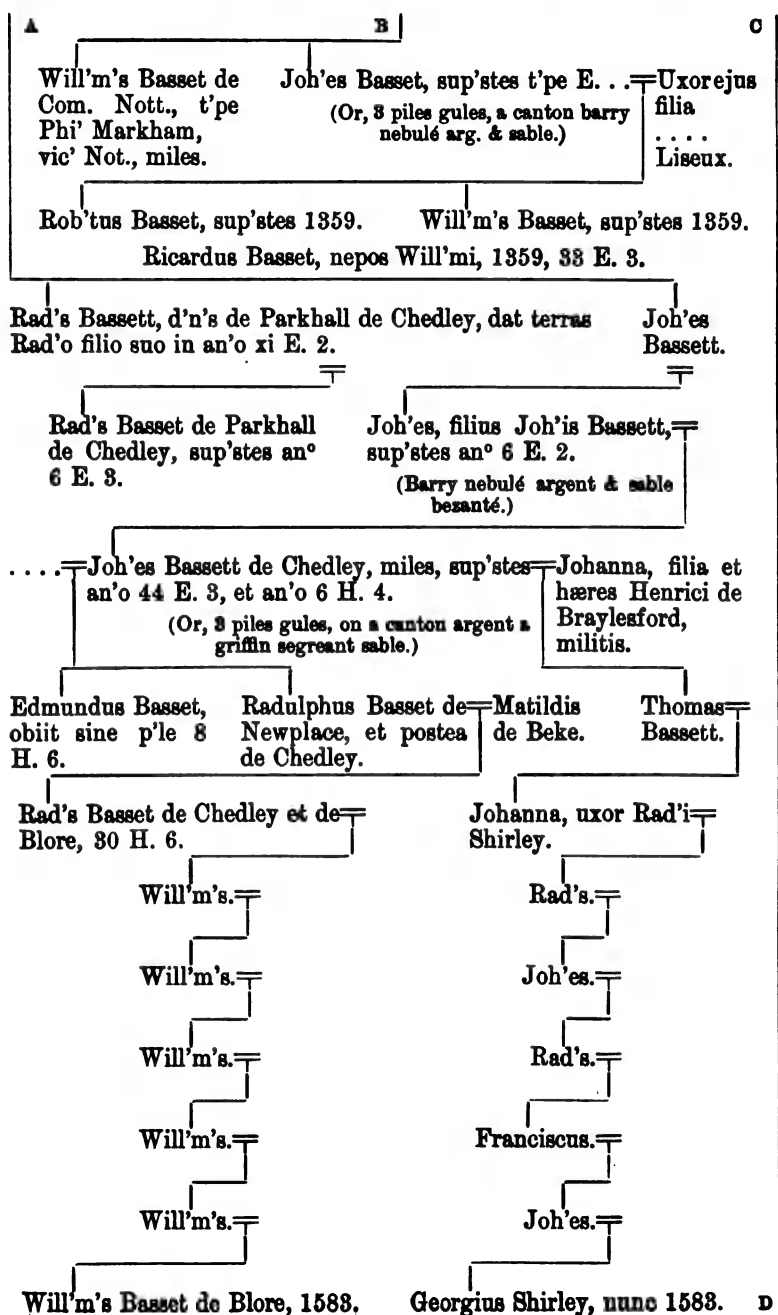 A B C
Will'm's Basset de
Com. Nott., t'pe
Phi' Markham,
vic' Not., miles.
Joh'es Basset, sup'stes t'pe E. . .
(Or, 3 piles gules, a canton barry
nebulé arg. & sable.)
Uxor ejus
filia
. . . .
Liseux.
Rob'tus Basset, sup'stes 1359. Will'm's Basset, sup'stes 1359.
Ricardus Basset, nepos Will'mi, 1359, 33 E. 3.
Rad's Bassett, d'n's de Parkhall de Chedley, dat terras
Rad'o filio suo in an'o xi E. 2.
Joh'es
Bassett.
Rad's Basset de Parkhall
de Chedley, sup'stes anº
6 E. 3.
Joh'es, filius Joh'is Bassett,
sup'stes anº 6 E. 2.
(Barry nebulé argent & sable
bezanté.)
. . . .
Joh'es Bassett de Chedley, miles, sup'stes
an'o 44 E. 3, et an'o 6 H. 4.
(Or, 3 piles gules, on a canton argent a
griffin segreant sable.)
Johanna, filia et
hæres Henrici de
Braylesford,
militis.
Edmundus Basset,
obiit sine p'le 8
H. 6.
Radulphus Basset de
Newplace, et postea
de Chedley.
Matildis
de Beke.
Thomas
Bassett.
Rad's Basset de Chedley et de
Blore, 30 H. 6.
Johanna, uxor Rad'i
Shirley.
Will'm's. Rad's.
Will'm's. Joh'es.
Will'm's. Rad's.
Will'm's. Franciscus.
Will'm's. Joh'es.
Will'm's Basset de Blore, 1583. Georgius Shirley, nunc 1583. D